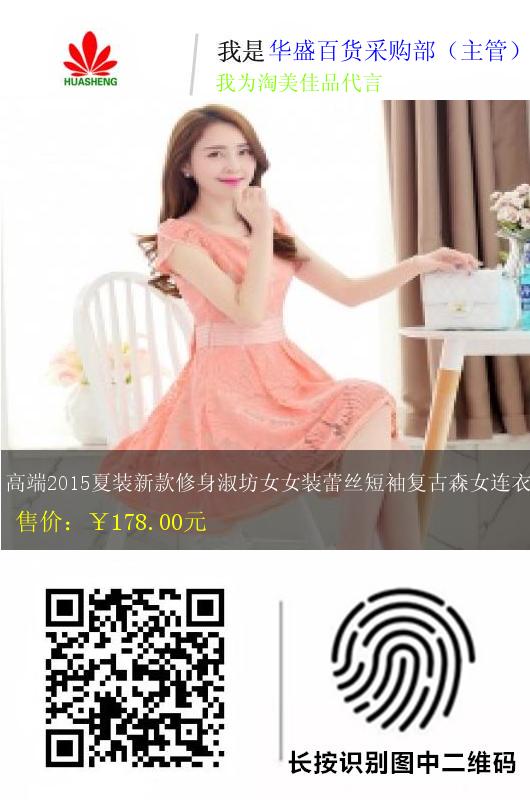 HUASHENG
我是华盛百货采购部（主管）
我为淘美佳品代言
高端2015夏装新款修身淑坊女女装蕾丝短袖复古森女连衣
售价：￥178.00元
长按识别图中二维码